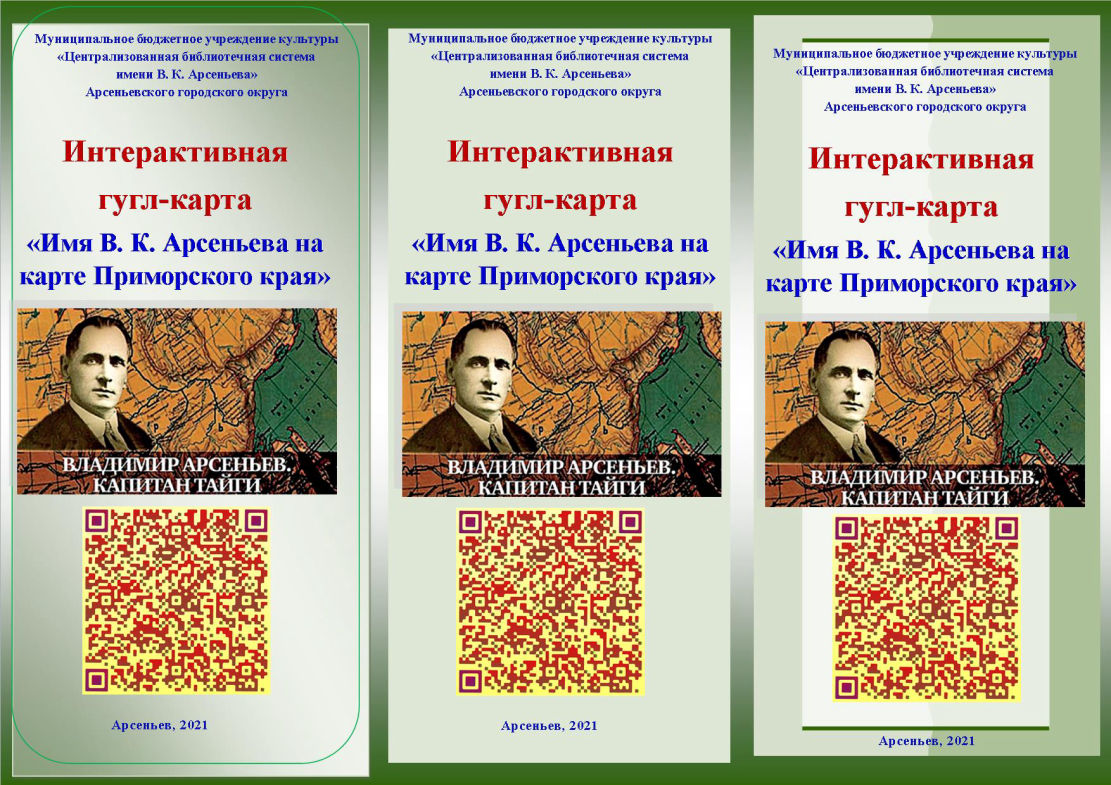 Муниципальное бюджетное учреждение культуры
«Централизованная библиотечная система
имени В. К. Арсеньева»
Арсеньевского городского округа
Интерактивная
гугл-карта
«Имя В. К. Арсеньева на
карте Приморского края»
ВЛАДИМИР АРСЕНЬЕВ.
КАПИТАН ТАЙГИ
Арсеньев, 2021
Муниципальное бюджетное учреждение культуры
«Централизованная библиотечная система
имени В. К. Арсеньева»
Арсеньевского городского округа
Интерактивная
гугл-карта
«Имя В. К. Арсеньева на
карте Приморского края»
ВЛАДИМИР АРСЕНЬЕВ.
КАПИТАН ТАЙГИ
Арсеньев, 2021
Муниципальное бюджетное учреждение культуры
«Централизованная библиотечная система
имени В. К. Арсеньева»
Арсеньевского городского округа
Интерактивная
гугл-карта
«Имя В. К. Арсеньева на
карте Приморского края»
ВЛАДИМИР АРСЕНЬЕВ.
КАПИТАН ТАЙГИ
Арсеньев, 2021